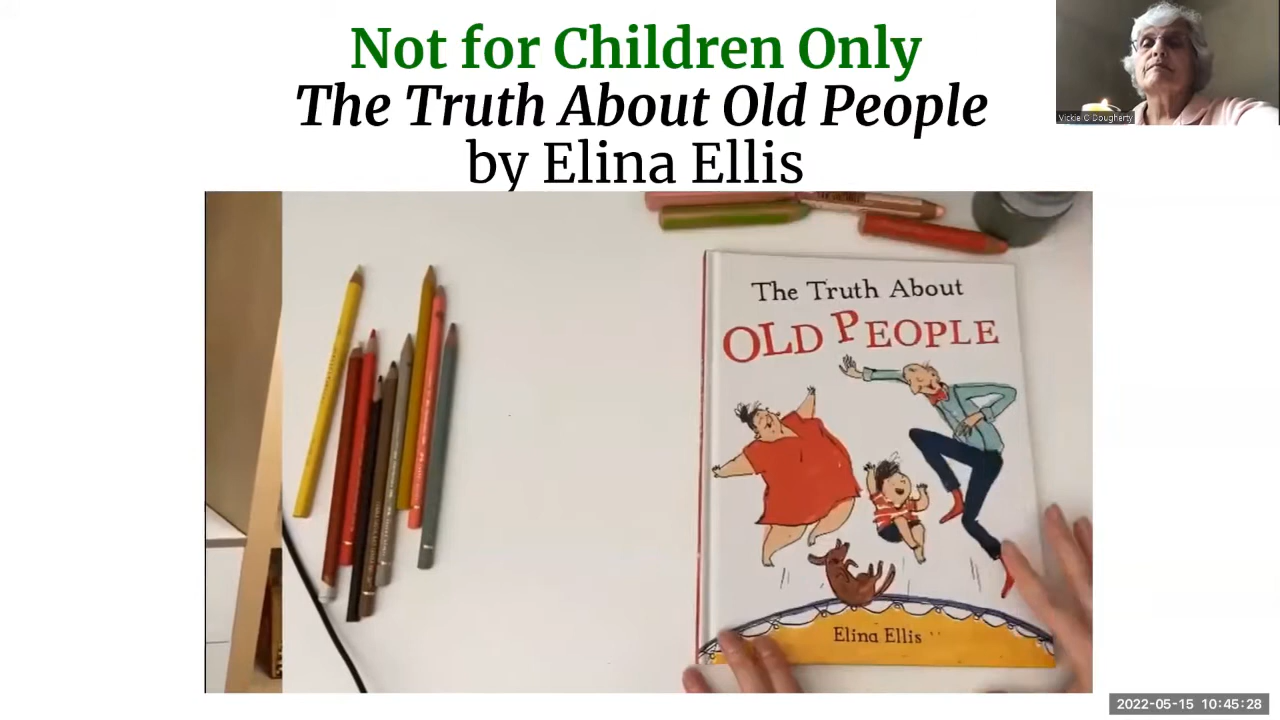 Not for Children Only
The Truth About Old People
by Elina Ellis
Vickie C Dougherty
The Truth About
OLD PEOPLE
Elina Ellis
2022-05-15 10:45:28